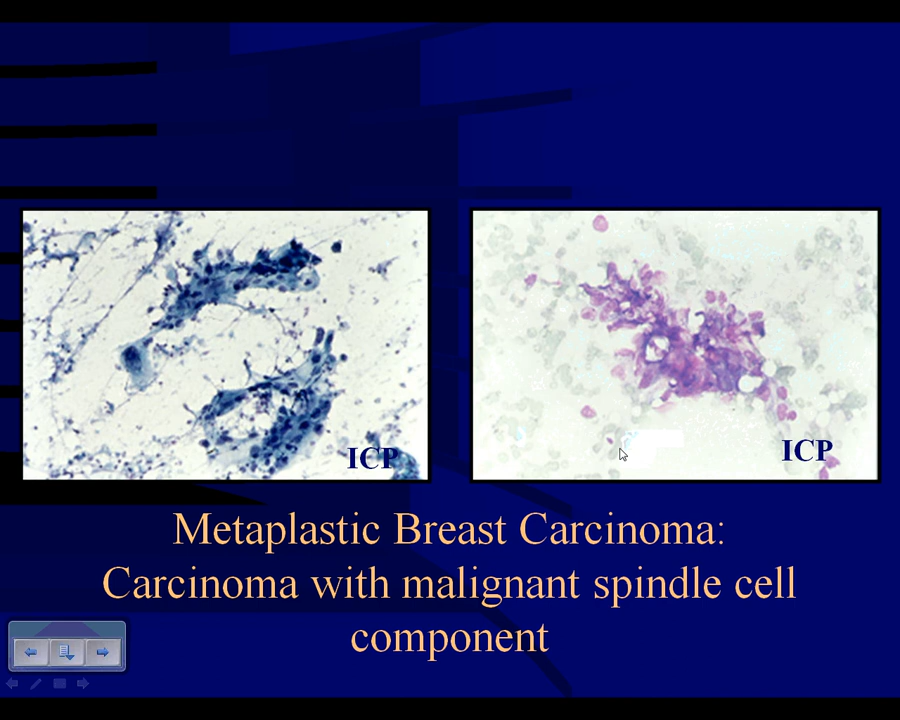 ICP
ICP
Metaplastic Breast Carcinoma:
Carcinoma with malignant spindle cell
component